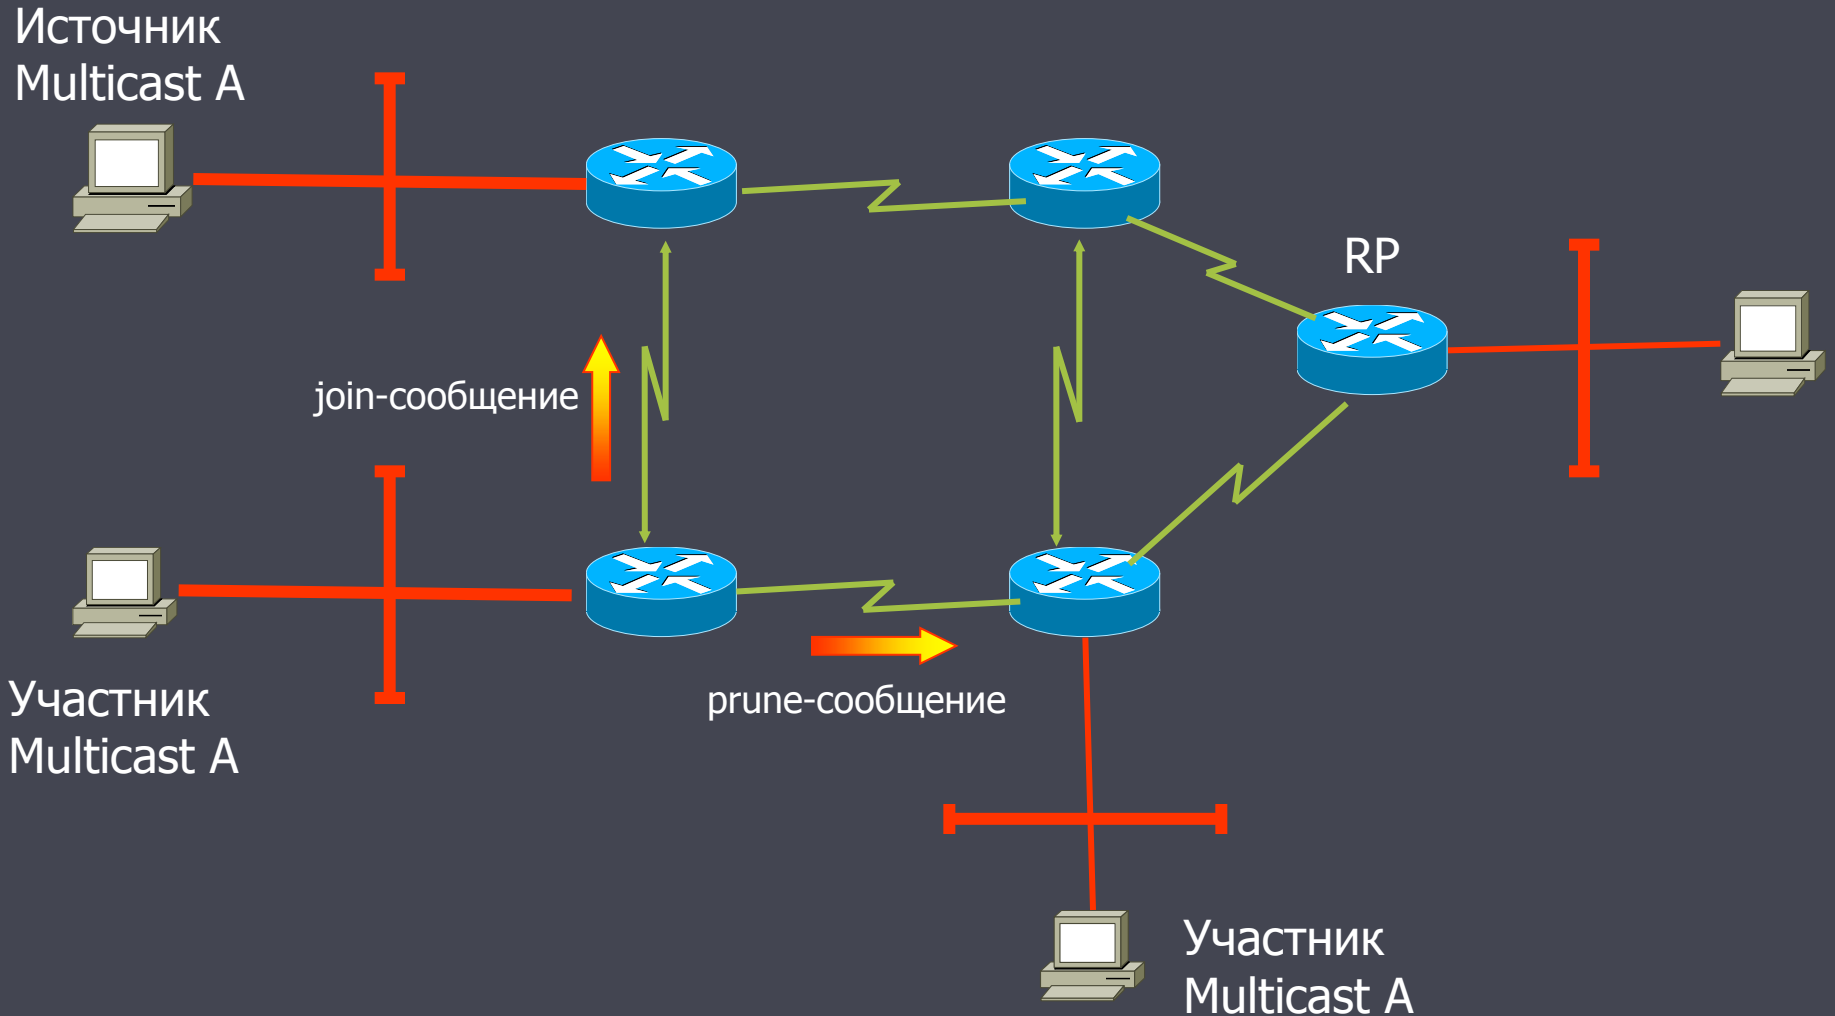 Источник
Multicast A
RP
join-сообщение
Участник
Multicast A
prune-сообщение
Участник
Multicast A